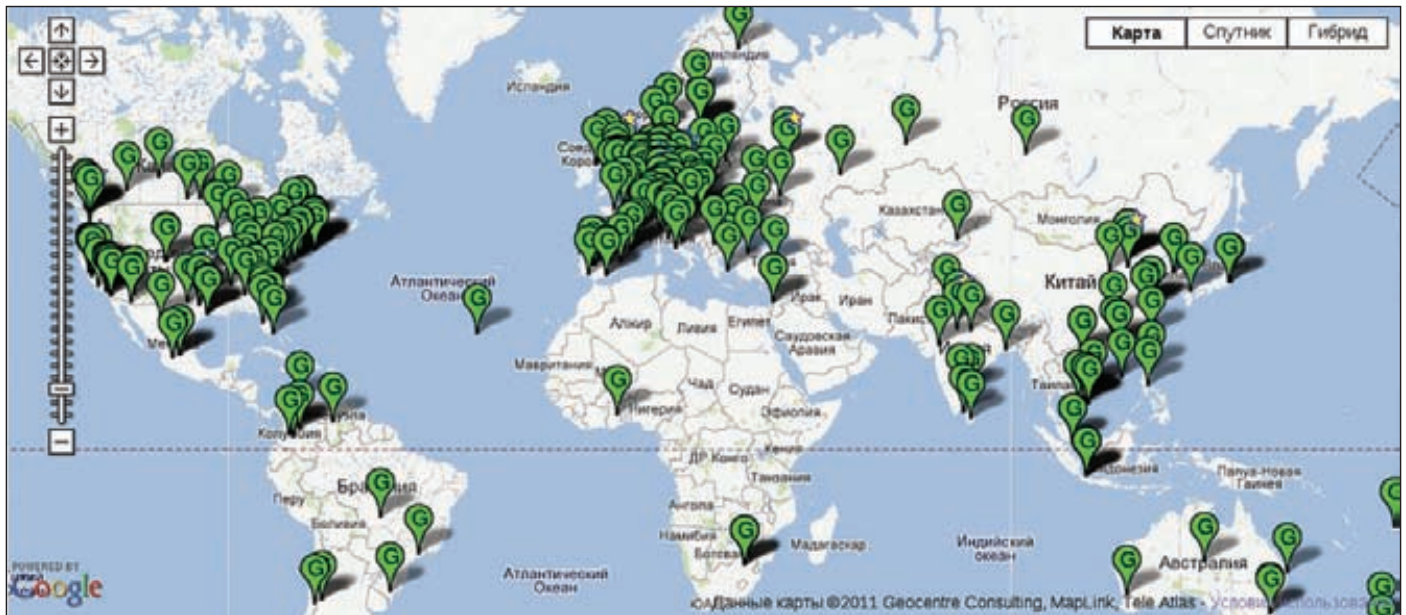 Карта
Спутник
Гибрид
Исландия
Россия
Казахстан
Монголия
Китай
Атлантический
Океан
Алжир
Ливия
Египет
Ирак
Иран
Саудовская
Аравия
Мавритания
Чад
Судан
Нигерия
Эфиопия
ДР Конго
Кения
Танзания
Ангола
Намибия
Мадагаскар
Колумбия
Перу
Боливия
Папуа-Новая
Гвинея
Индийский
океан
Австралия
Атлантический
Океан
POWERED BY
Google
Данные карты ©2011 Geocentre Consulting, MapLink, Tele Atlas -